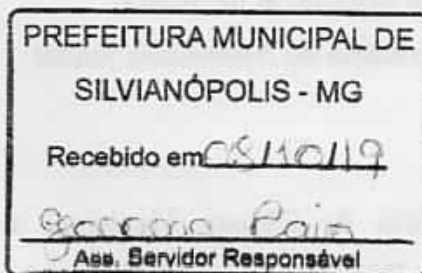 PREFEITURA MUNICIPAL DE
SILVIANÓPOLIS - MG
Recebido em 08/10/19
Ass. Servidor Responsável